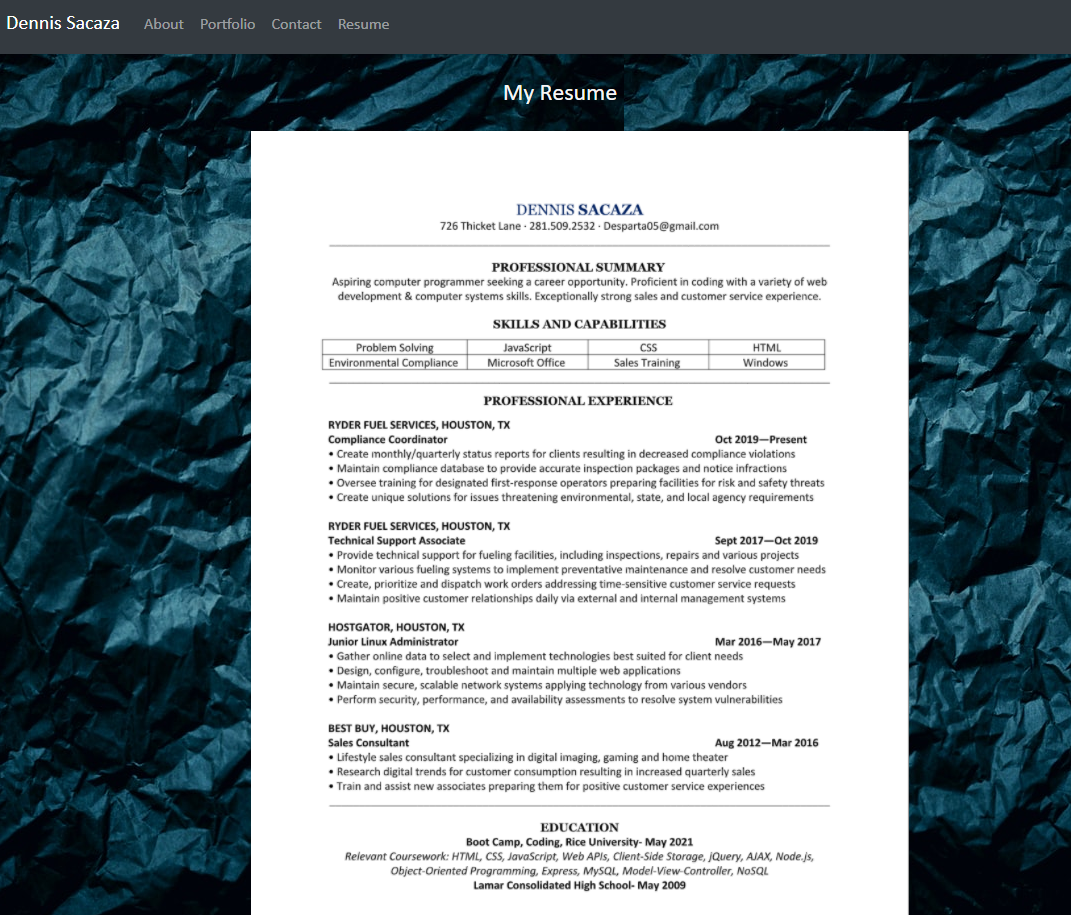 Dennis Sacaza About Portfolio Contact Resume
My Resume
DENNIS SACAZA
726 Thicket Lane · 281.509.2532 · Desparta05@gmail.com
PROFESSIONAL SUMMARY
Aspiring computer programmer seeking a career opportunity. Proficient in coding with a variety of web
development & computer systems skills. Exceptionally strong sales and customer service experience.
SKILLS AND CAPABILITIES
Problem Solving JavaScript CSS HTML
Environmental Compliance Microsoft Office Sales Training Windows
PROFESSIONAL EXPERIENCE
RYDER FUEL SERVICES, HOUSTON, TX
Compliance Coordinator Oct 2019—Present
• Create monthly/quarterly status reports for clients resulting in decreased compliance violations
• Maintain compliance database to provide accurate inspection packages and notice infractions
• Oversee training for designated first-response operators preparing facilities for risk and safety threats
• Create unique solutions for issues threatening environmental, state, and local agency requirements
RYDER FUEL SERVICES, HOUSTON, TX
Technical Support Associate Sept 2017—Oct 2019
• Provide technical support for fueling facilities, including inspections, repairs and various projects
• Monitor various fueling systems to implement preventative maintenance and resolve customer needs
• Create, prioritize and dispatch work orders addressing time-sensitive customer service requests
• Maintain positive customer relationships daily via external and internal management systems
HOSTGATOR, HOUSTON, TX
Junior Linux Administrator Mar 2016—May 2017
• Gather online data to select and implement technologies best suited for client needs
• Design, configure, troubleshoot and maintain multiple web applications
• Maintain secure, scalable network systems applying technology from various vendors
• Perform security, performance, and availability assessments to resolve system vulnerabilities
BEST BUY, HOUSTON, TX
Sales Consultant Aug 2012—Mar 2016
• Lifestyle sales consultant specializing in digital imaging, gaming and home theater
• Research digital trends for customer consumption resulting in increased quarterly sales
• Train and assist new associates preparing them for positive customer service experiences
EDUCATION
Boot Camp, Coding, Rice University- May 2021
Relevant Coursework: HTML, CSS, JavaScript, Web APIs, Client-Side Storage, jQuery, AJAX, Node.js,
Object-Oriented Programming, Express, MySQL, Model-View-Controller, NoSQL
Lamar Consolidated High School- May 2009